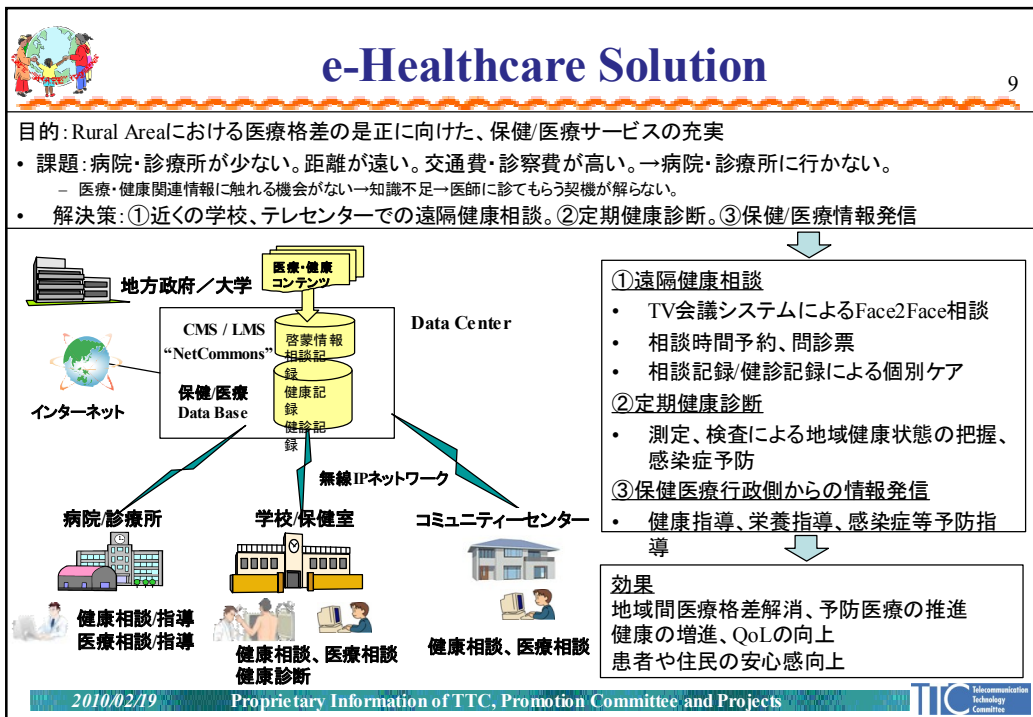 e-Healthcare Solution
9
目的：Rural Areaにおける医療格差の是正に向けた、保健/医療サービスの充実
• 課題：病院・診療所が少ない。距離が遠い。交通費・診察費が高い。→病院・診療所に行かない。
– 医療・健康関連情報に触れる機会がない→知識不足→医師に診てもらう契機が解らない。
• 解決策：①近くの学校、テレセンターでの遠隔健康相談。②定期健康診断。③保健/医療情報発信
地方政府／大学
医療・健康
コンテンツ
CMS / LMS
“NetCommons”
Data Center
啓蒙情報
相談記
録
健康記
録
健診記
録
保健/医療
Data Base
インターネット
無線IPネットワーク
病院/診療所
学校/保健室
コミュニティーセンター
健康相談/指導
医療相談/指導
健康相談、医療相談
健康診断
健康相談、医療相談
①遠隔健康相談
• TV会議システムによるFace2Face相談
• 相談時間予約、問診票
• 相談記録/健診記録による個別ケア
②定期健康診断
• 測定、検査による地域健康状態の把握、
感染症予防
③保健医療行政側からの情報発信
• 健康指導、栄養指導、感染症等予防指
導
効果
地域間医療格差解消、予防医療の推進
健康の増進、QoLの向上
患者や住民の安心感向上
2010/02/19
Proprietary Information of TTC, Promotion Committee and Projects
TTC
Telecommunication
Technology
Committee